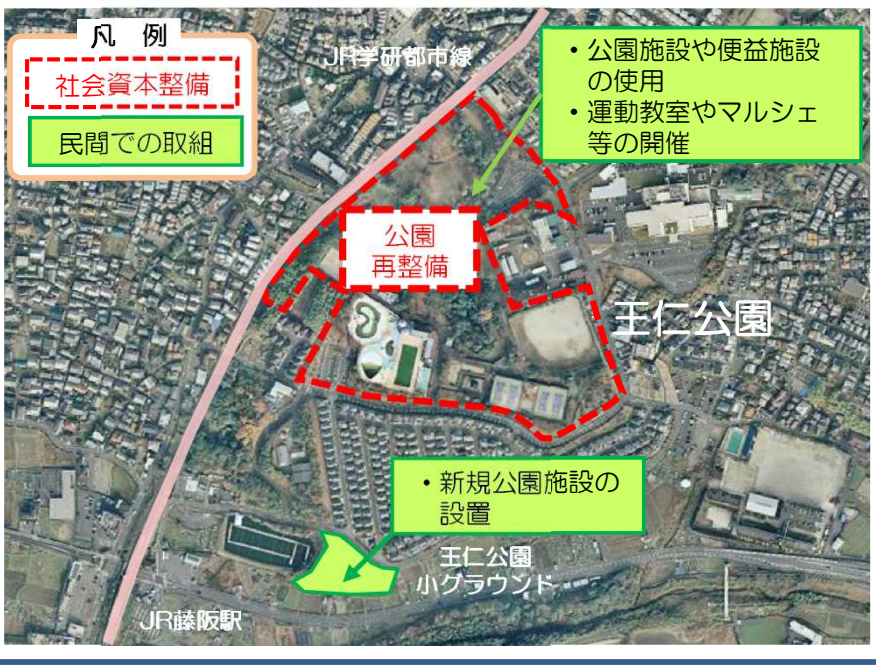 凡 例
社会資本整備
民間での取組
JR学研都市線
・公園施設や便益施設
の使用
・運動教室やマルシェ
等の開催
公園
再整備
王仁公園
・新規公園施設の
設置
王仁公園
小グラウンド
JR藤阪駅